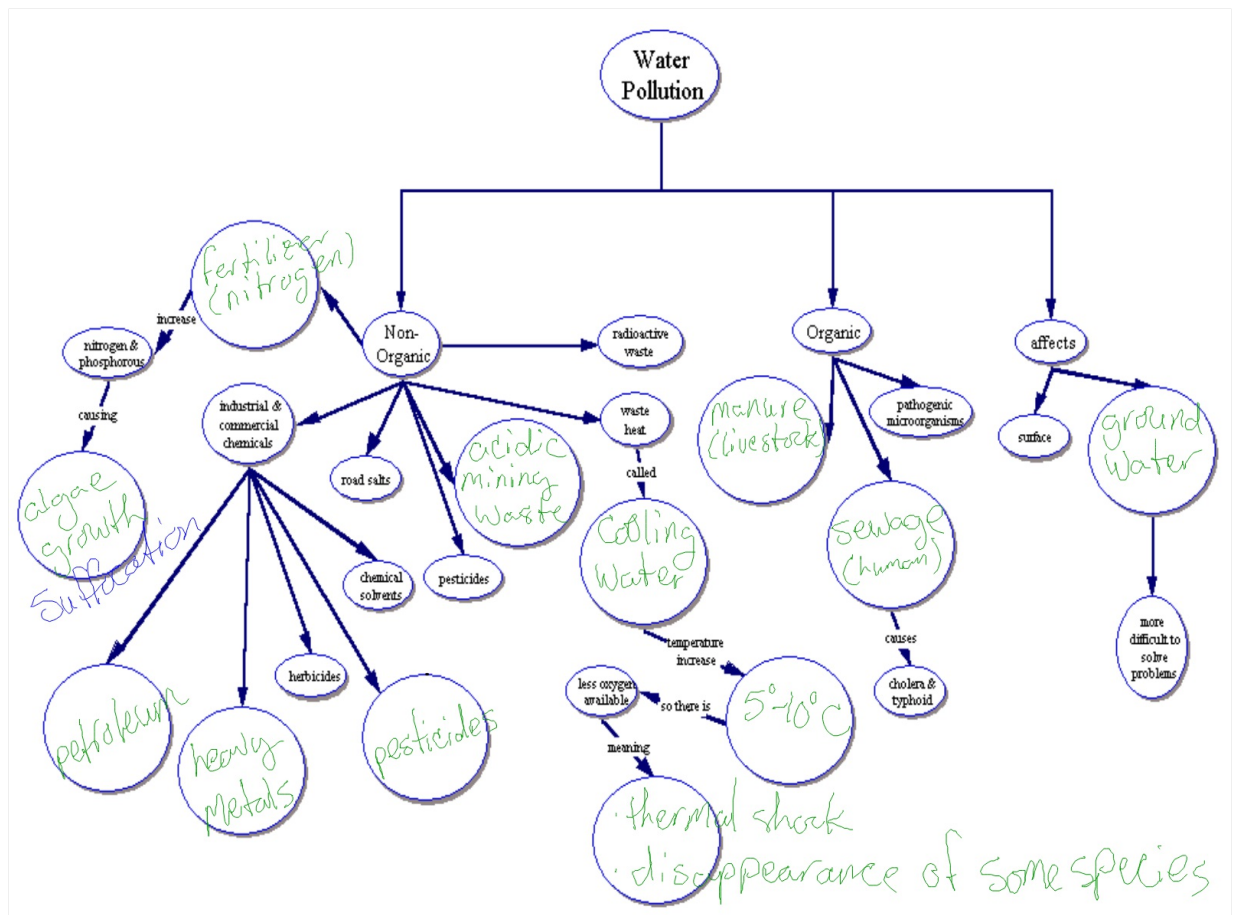 Water
Pollution
fertilizer
(nitrogen)
increase
nitrogen &
phosphorous
causing
algae
growth
suffocation
Non-
Organic
radioactive
waste
industrial &
commercial
chemicals
road salts
acidic
mining
waste
pesticides
waste
heat
called
Cooling
Water
temperature
increase
5°-10°C
so there is
less oxygen
available
meaning
· thermal shock
· disappearance of some species
chemical
solvents
herbicides
petroleum
heavy
Metals
pesticides
Organic
manure
(livestock)
pathogenic
microorganisms
sewage
(human)
causes
cholera &
typhoid
affects
surface
ground
Water
more
difficult to
solve
problems